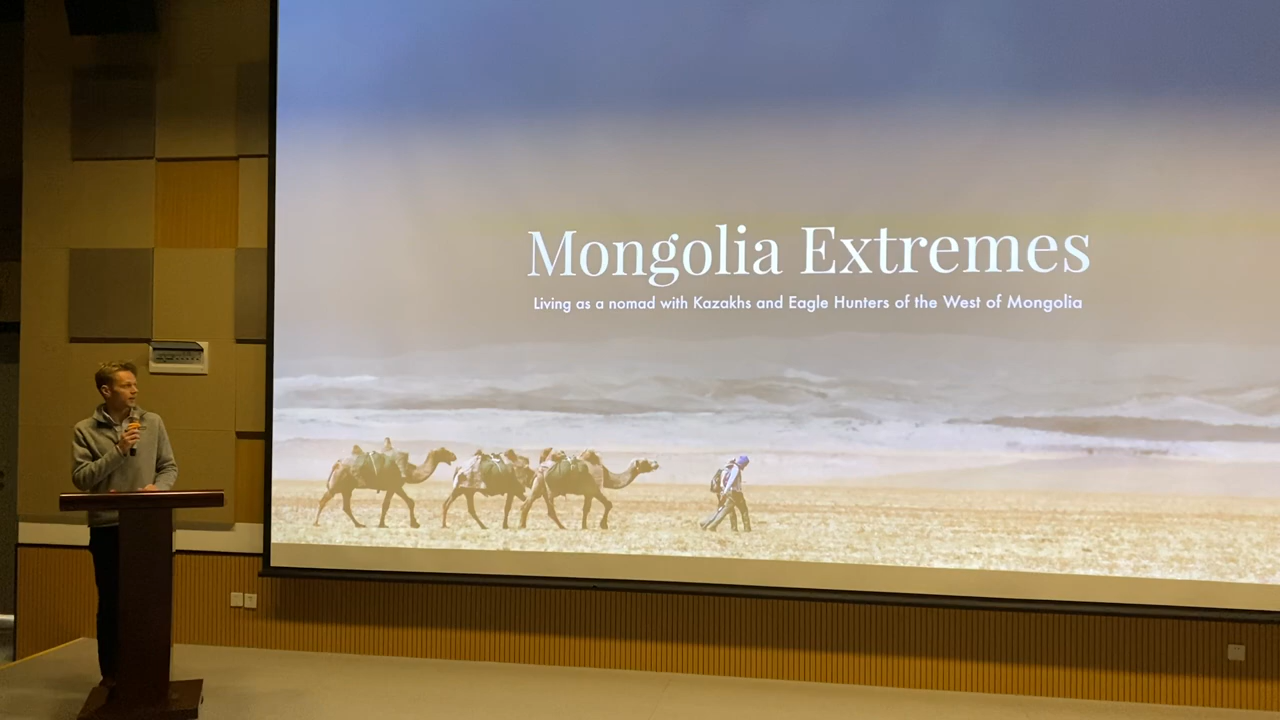 Mongolia Extremes
Living as a nomad with Kazakhs and Eagle Hunters of the West of Mongolia